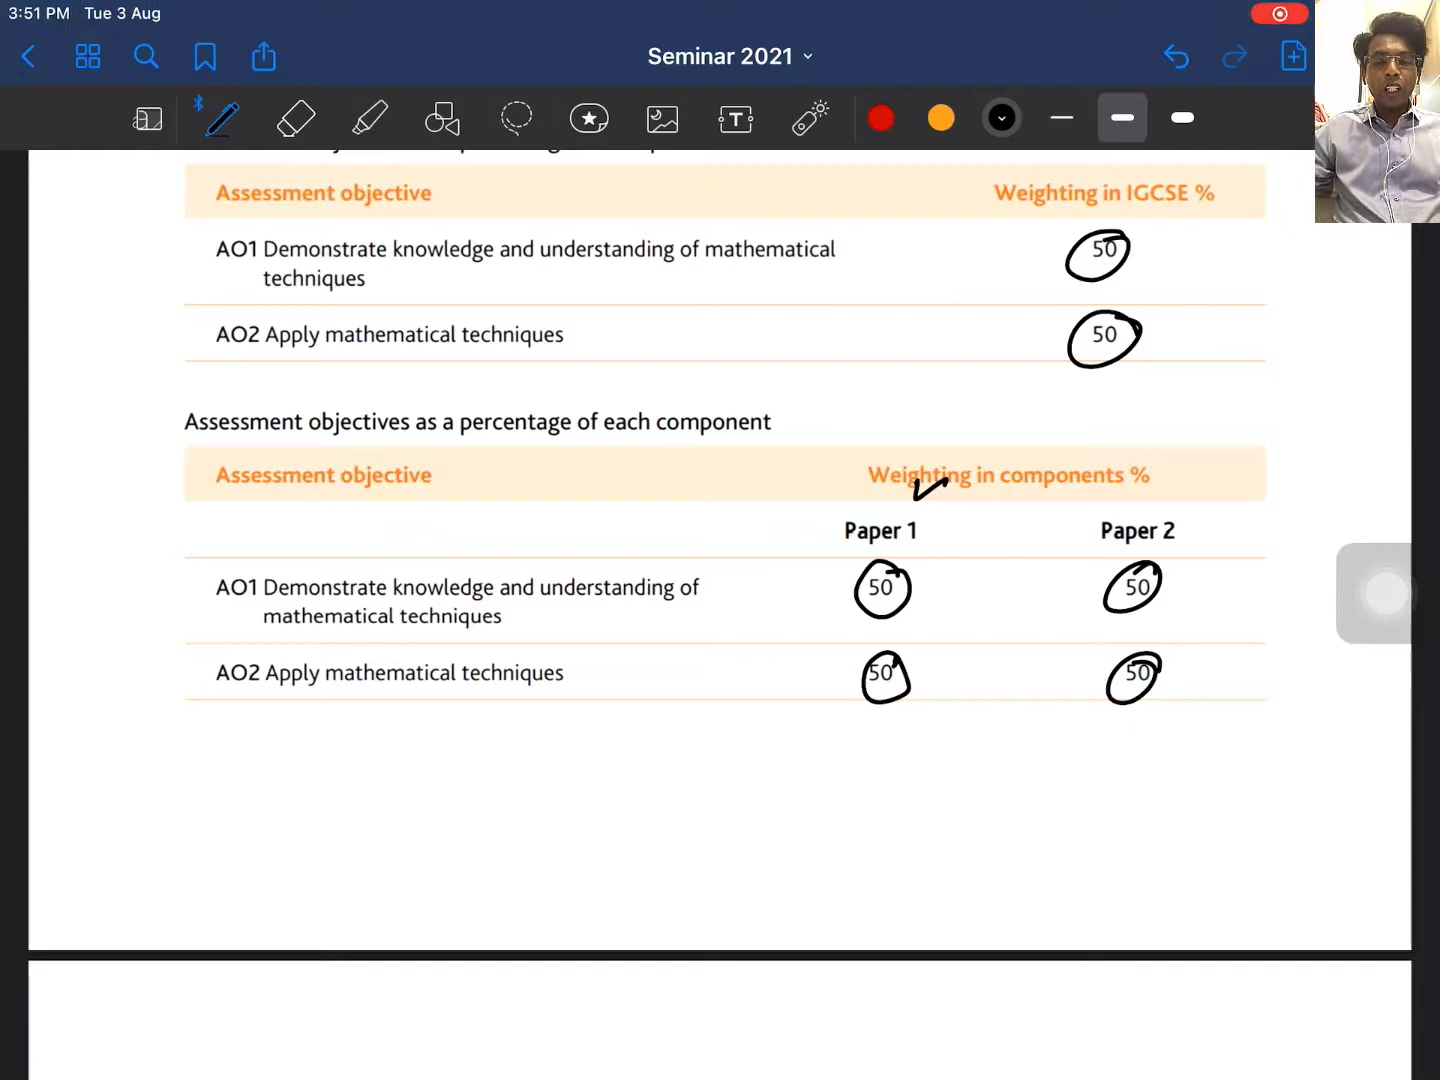 3:51 PM Tue 3 Aug
Seminar 2021
T
Assessment objective Weighting in IGCSE %
AO1 Demonstrate knowledge and understanding of mathematical 50
techniques
AO2 Apply mathematical techniques 50
Assessment objectives as a percentage of each component
Assessment objective Weighting in components %
Paper 1 Paper 2
AO1 Demonstrate knowledge and understanding of 50 50
mathematical techniques
AO2 Apply mathematical techniques 50 50